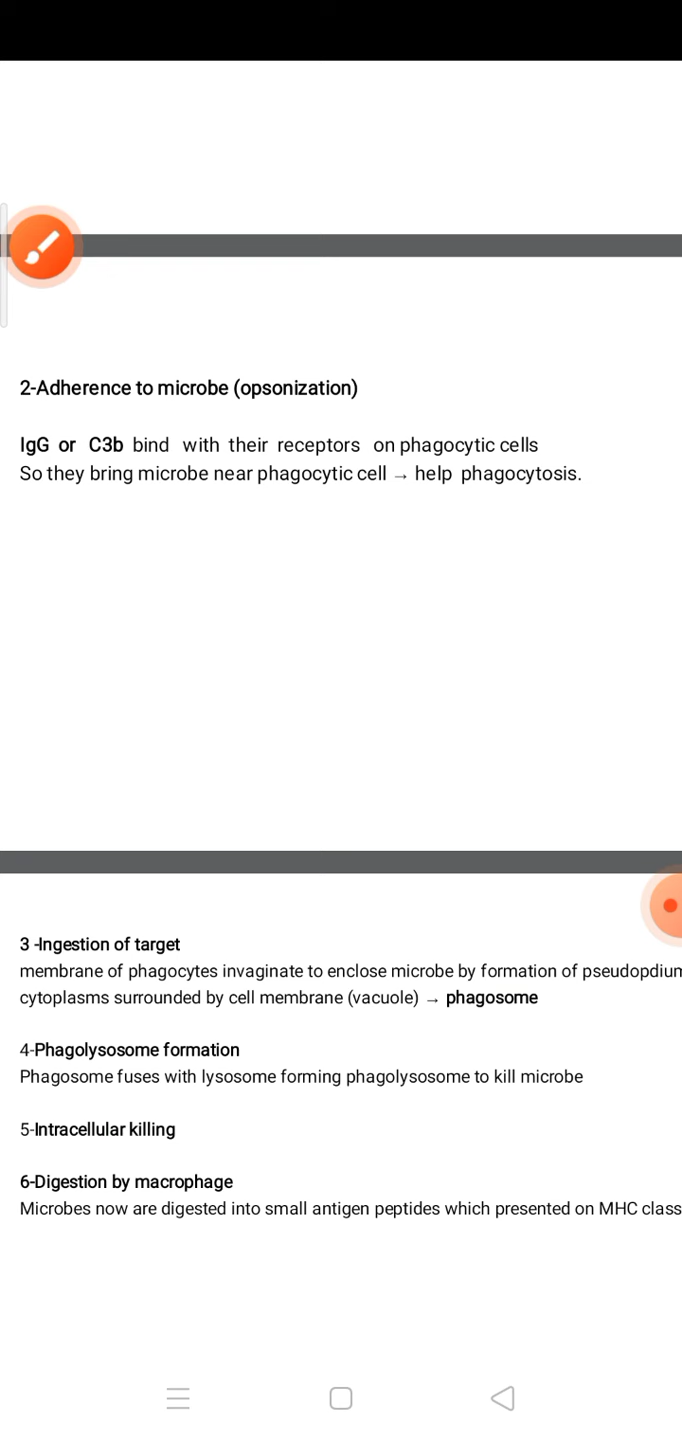 2-Adherence to microbe (opsonization)
IgG or C3b bind with their receptors on phagocytic cells
So they bring microbe near phagocytic cell → help phagocytosis.
3 -Ingestion of target
membrane of phagocytes invaginate to enclose microbe by formation of
cytoplasms surrounded by cell membrane (vacuole) → phagosome
4-Phagolysosome formation
Phagosome fuses with lysosome forming phagolysosome to kill microbe
5-Intracellular killing
6-Digestion by macrophage
Microbes now are digested into small antigen peptides which presented on MHC class